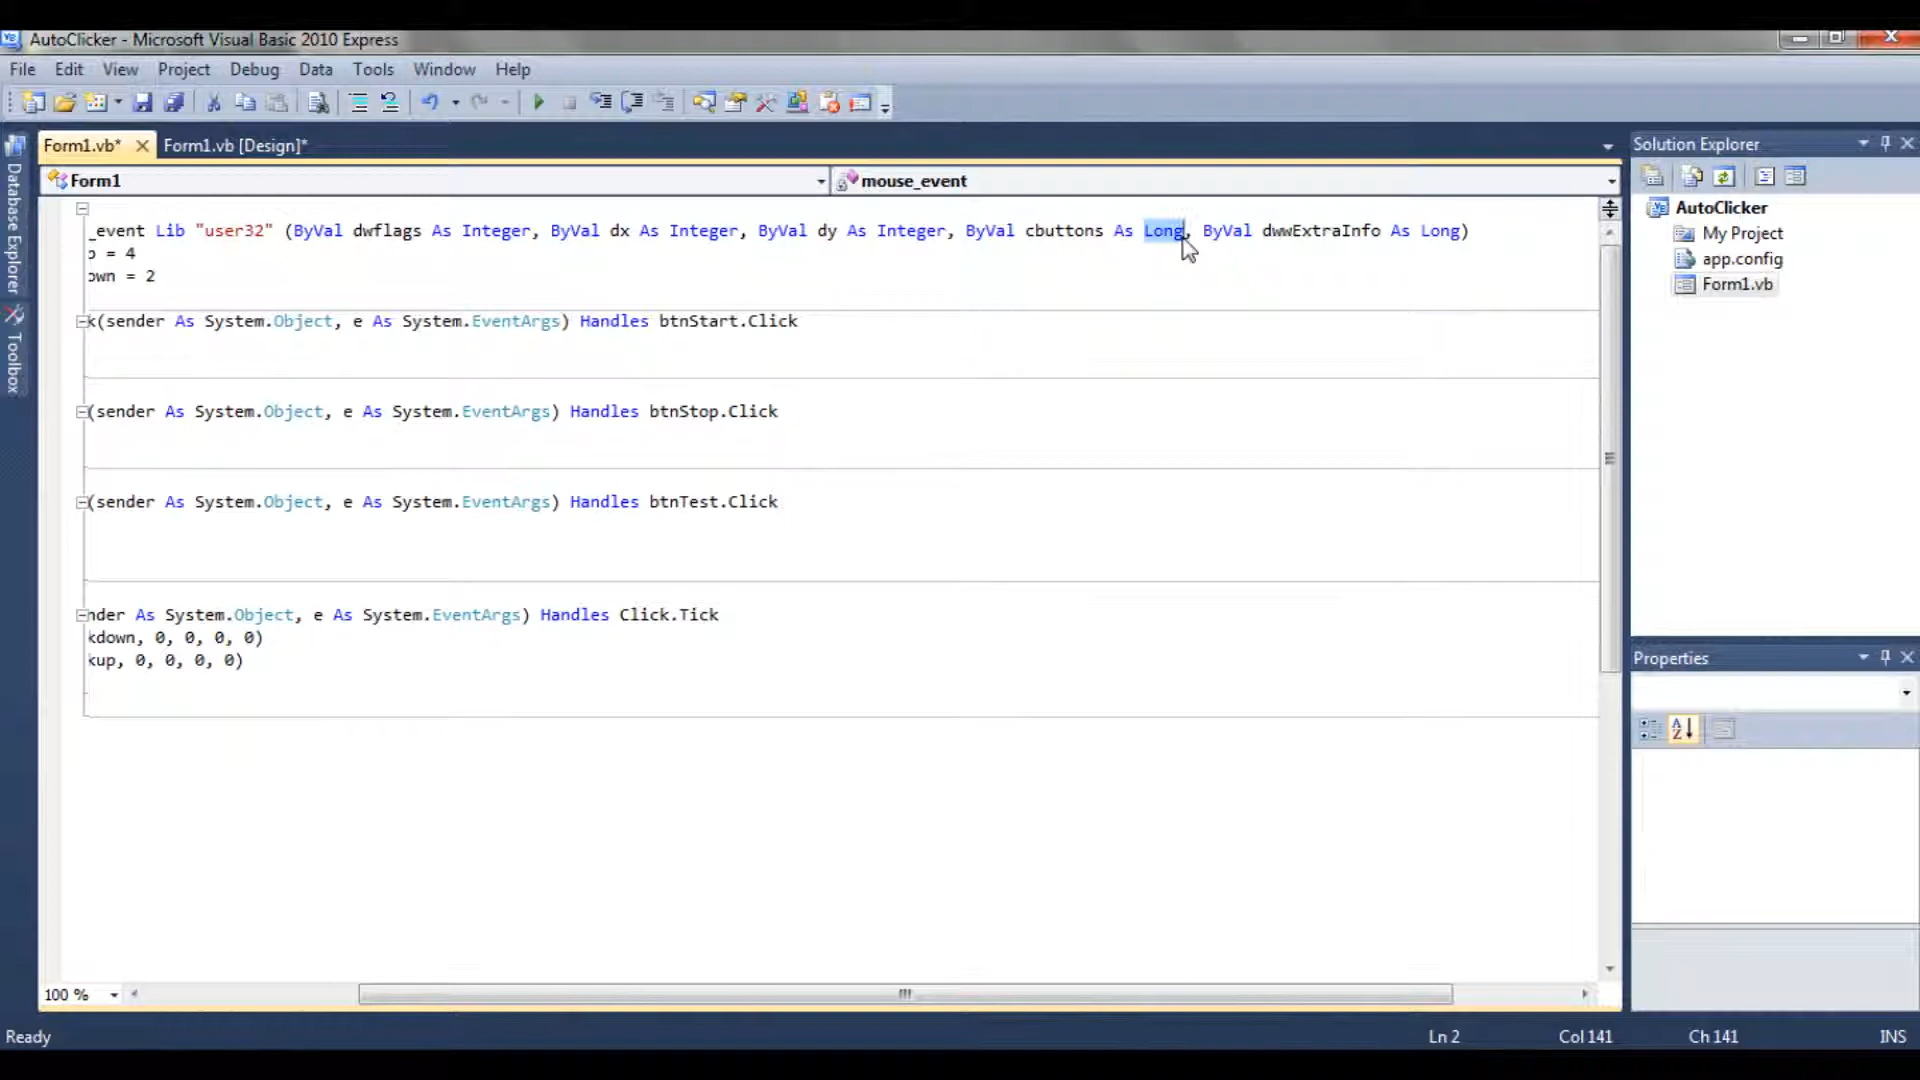 AutoClicker - Microsoft Visual Basic 2010 Express
File Edit View Project Debug Data Tools Window Help
Form1.vb* Form1.vb [Design]*
Form1 mouse_event
_event Lib "user32" (ByVal dwflags As Integer, ByVal dx As Integer, ByVal dy As Integer, ByVal cbuttons As Long, ByVal dwwExtraInfo As Long)
p = 4
own = 2
k(sender As System.Object, e As System.EventArgs) Handles btnStart.Click
(sender As System.Object, e As System.EventArgs) Handles btnStop.Click
(sender As System.Object, e As System.EventArgs) Handles btnTest.Click
nder As System.Object, e As System.EventArgs) Handles Click.Tick
kdown, 0, 0, 0, 0)
kup, 0, 0, 0, 0)
100 %
Database Explorer
Toolbox
Solution Explorer
AutoClicker
My Project
app.config
Form1.vb
Properties
Ready Ln 2 Col 141 Ch 141 INS